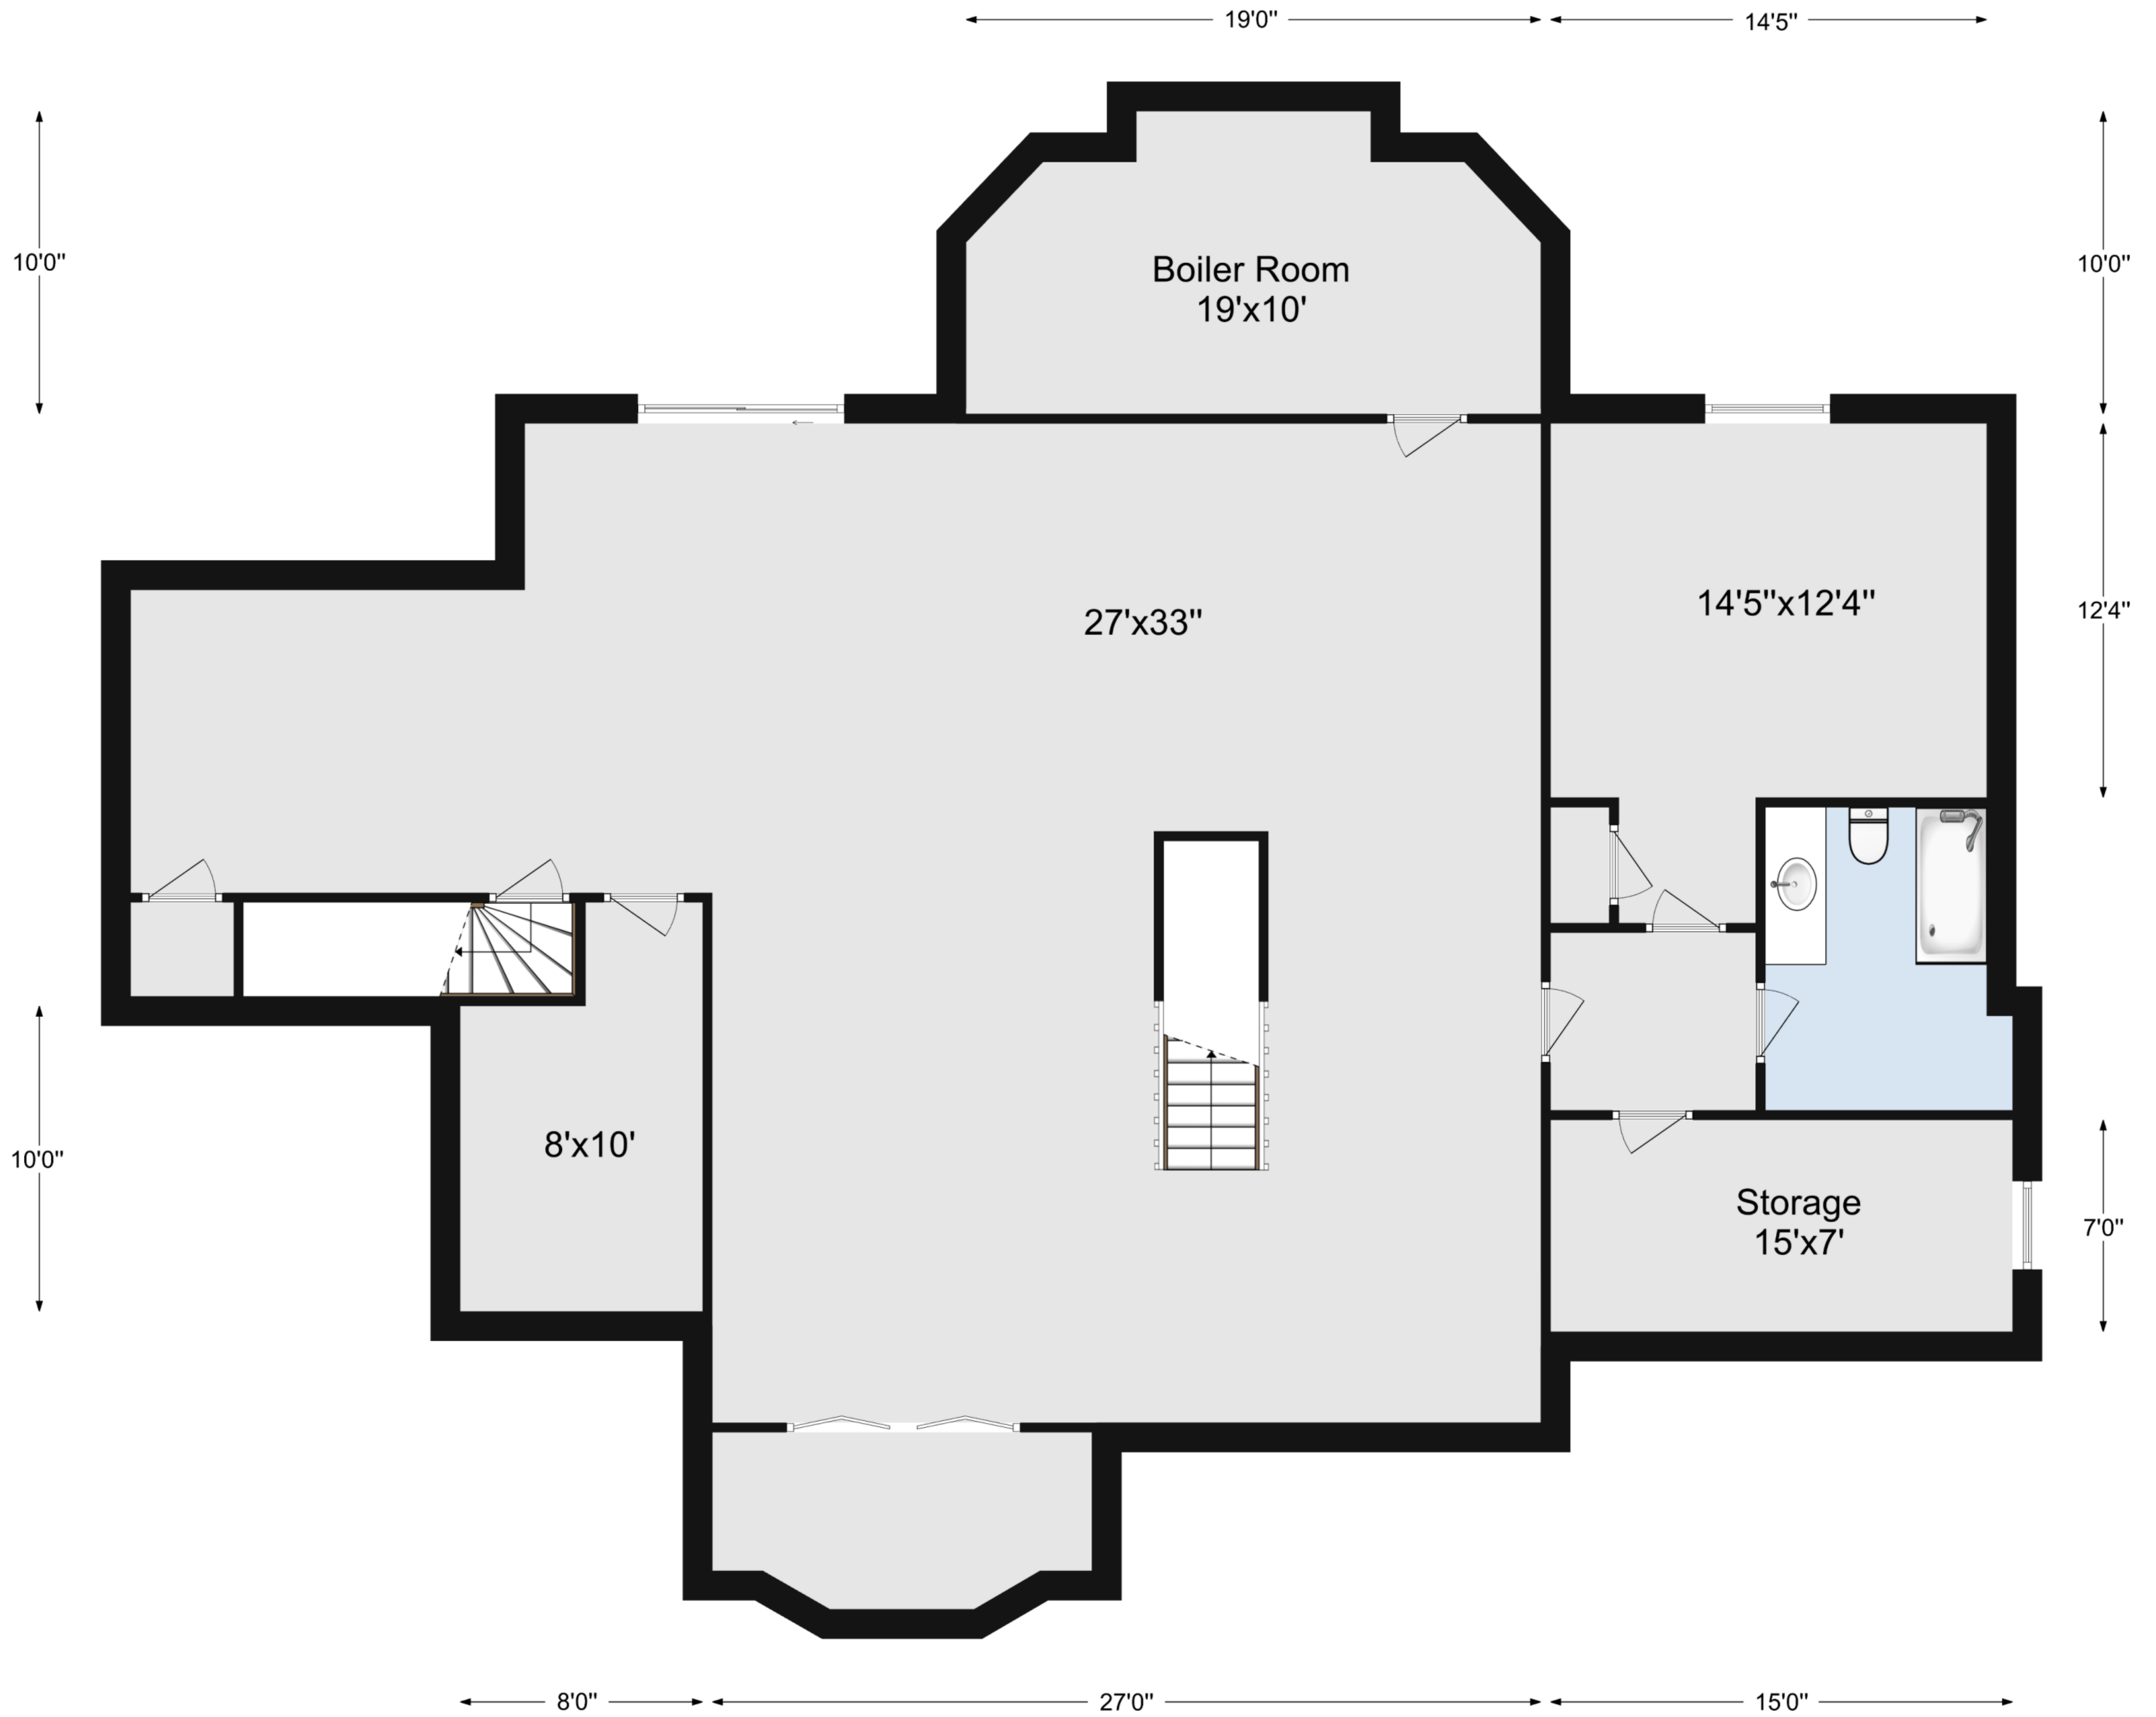 19'0"
14'5"
10'0"
Boiler Room
19'x10'
10'0"
27'x33"
14'5"x12'4"
12'4"
10'0"
8'x10'
Storage
15'x7'
7'0"
8'0"
27'0"
15'0"